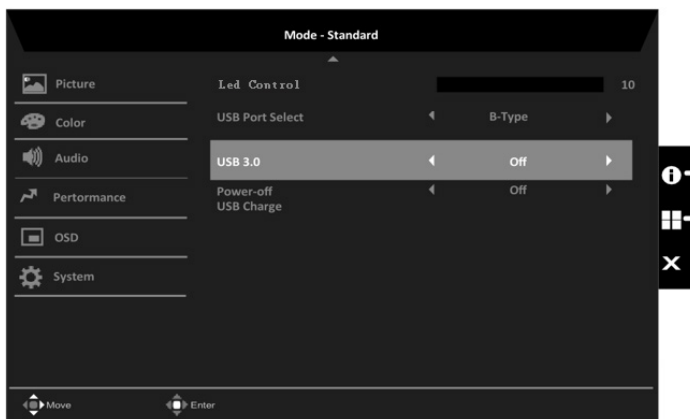 Mode - Standard
Picture
Color
Audio
Pertormance
OSD
System
Led Control 10
USB Port Select B-Type
USB 3.0 Off
Power-off Off
USB Charge
Move Enter